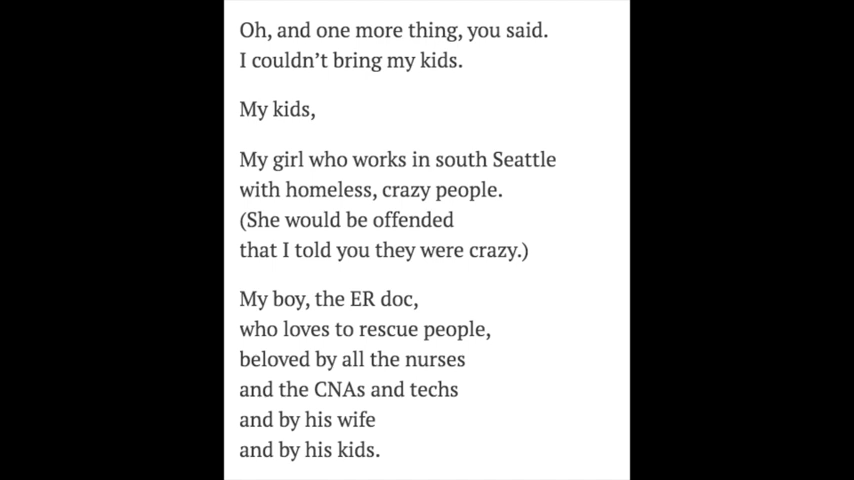 Oh, and one more thing, you said.
I couldn’t bring my kids.
My kids,
My girl who works in south Seattle
with homeless, crazy people.
(She would be offended
that I told you they were crazy.)
My boy, the ER doc,
who loves to rescue people,
beloved by all the nurses
and the CNAs and techs
and by his wife
and by his kids.